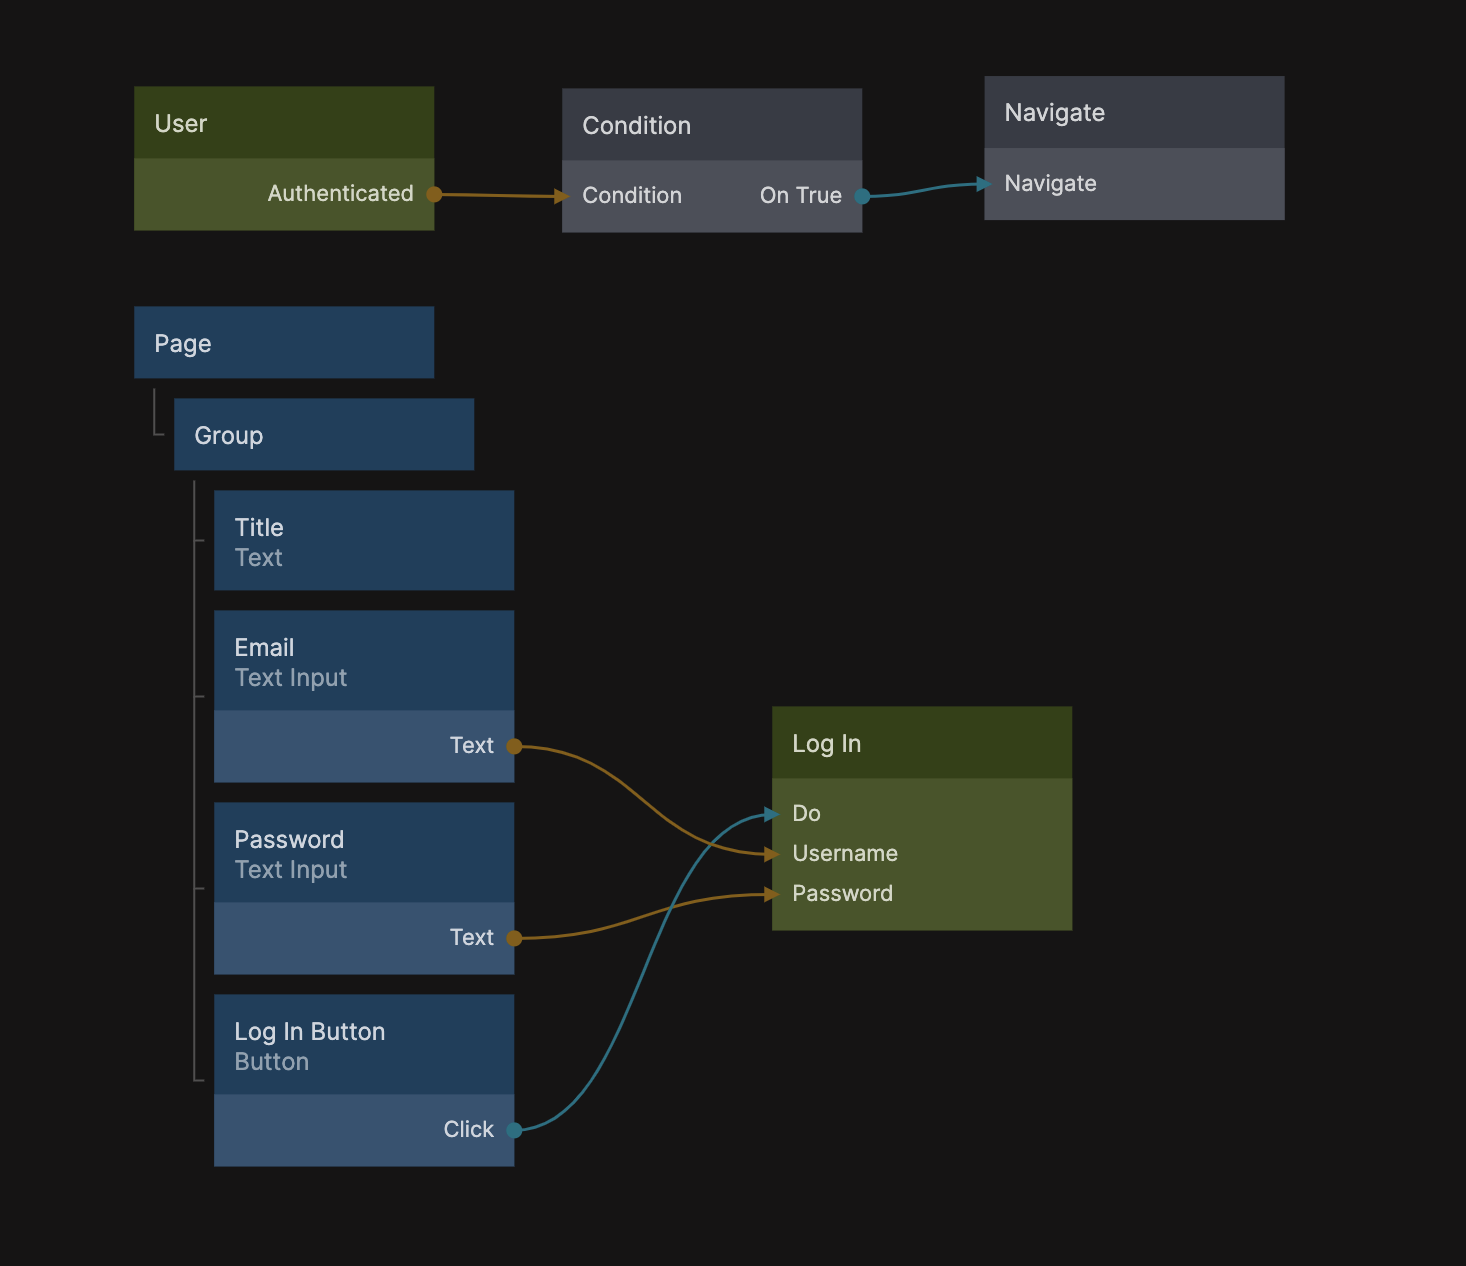 User
Authenticated
Condition
Condition On True
Navigate
Navigate
Page
Group
Title
Text
Email
Text Input
Text
Password
Text Input
Text
Log In Button
Button
Click
Log In
Do
Username
Password